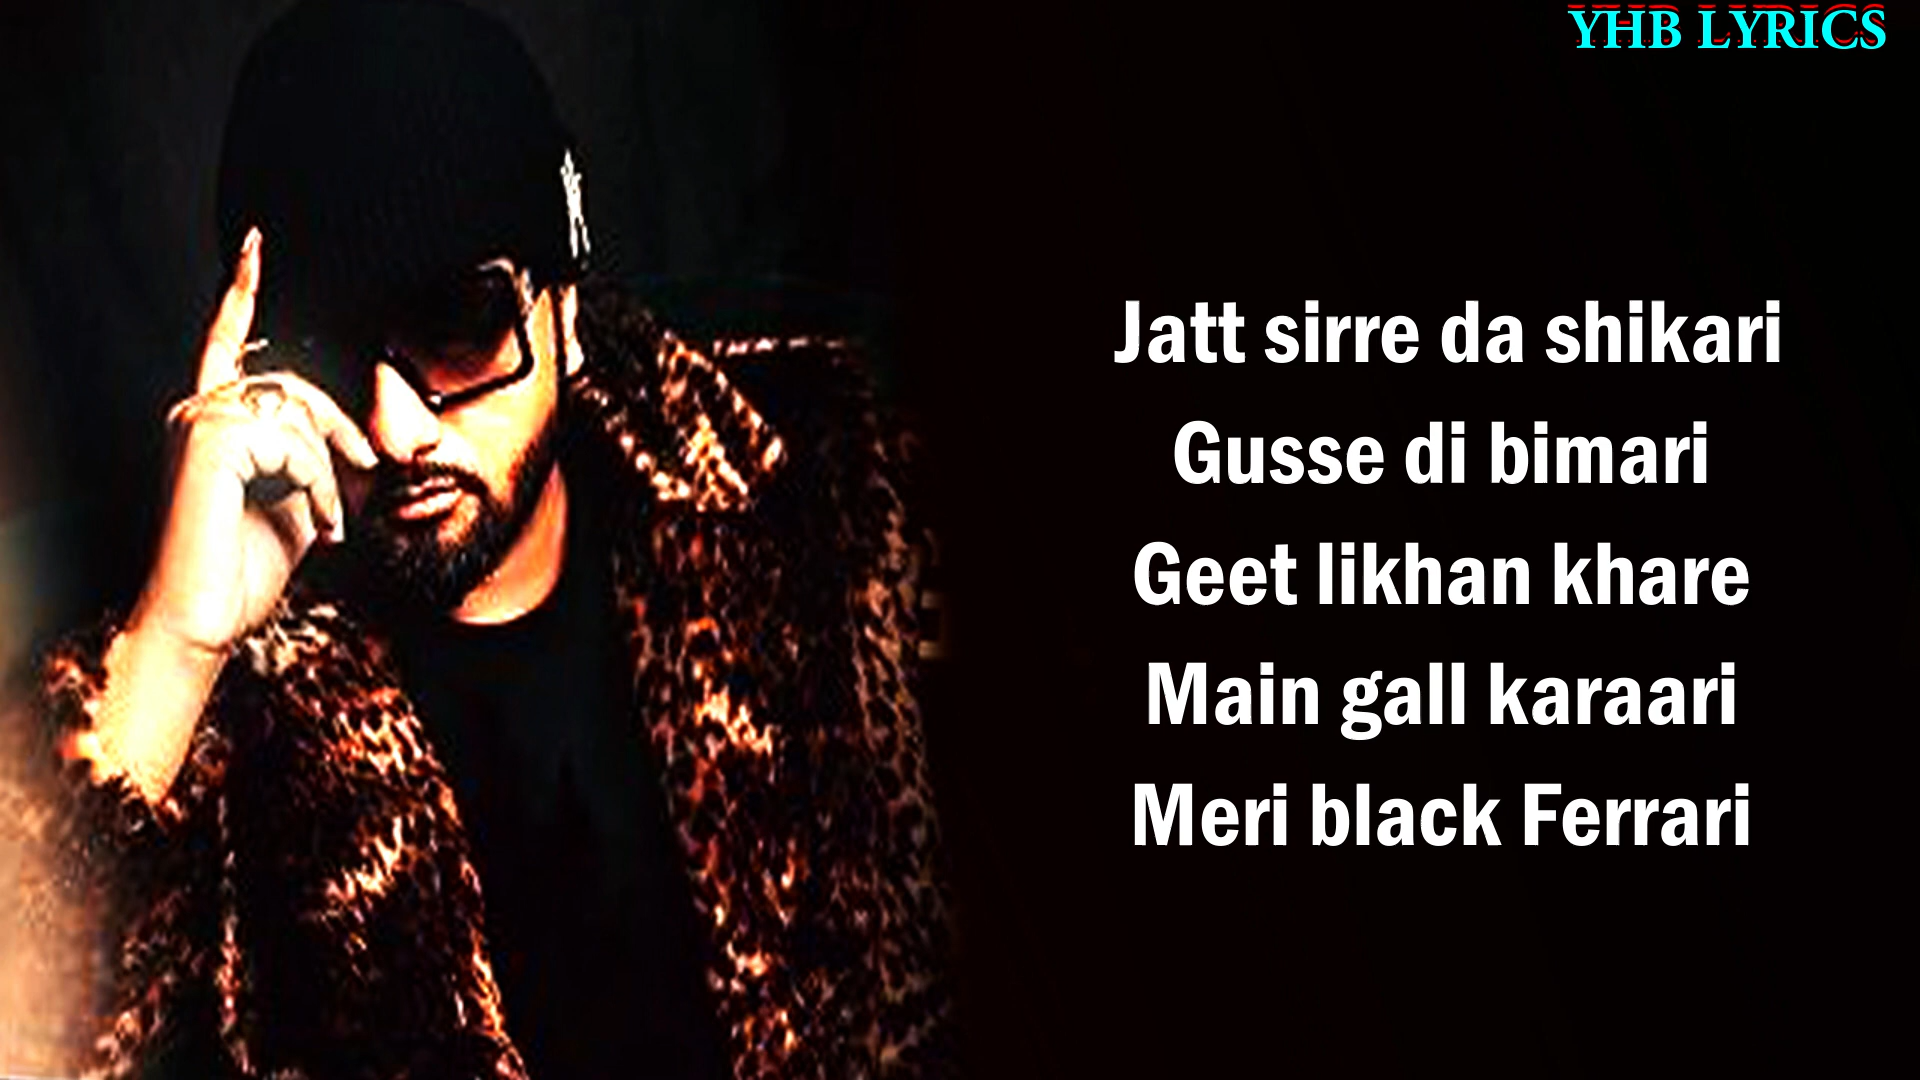 YHB LYRICS
Jatt sirre da shikari
Gusse di bimari
Geet likhan khare
Main gall karaari
Meri black Ferrari